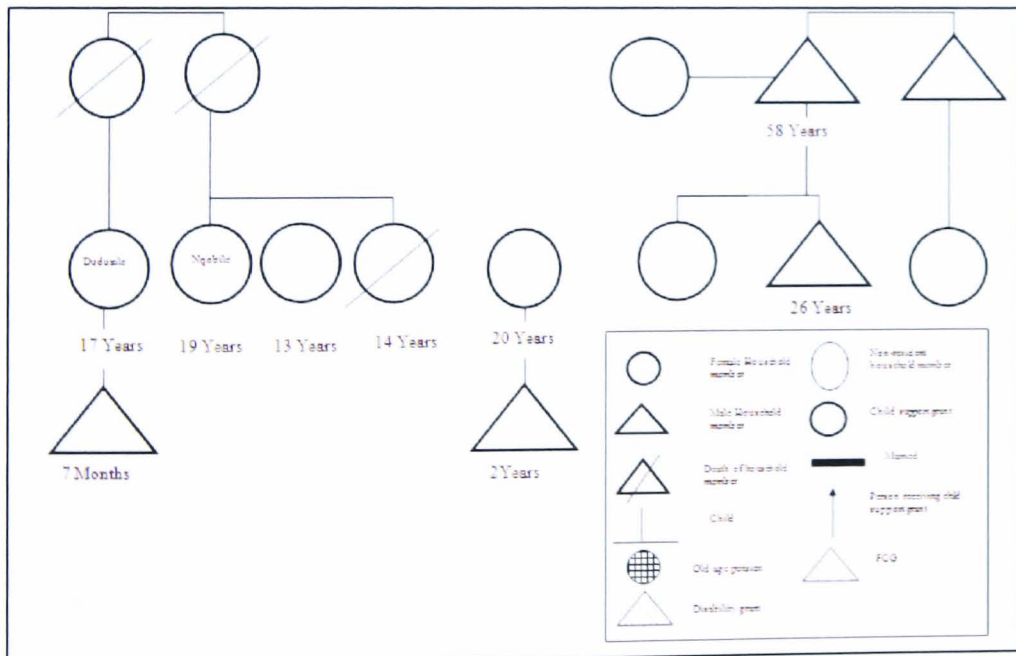 58 Years
Duduzile
Nqobile
17 Years
19 Years
13 Years
14 Years
20 Years
26 Years
7 Months
2 Years
Female Household
member
Non-resident
household member
Male Household
member
Child support grant
Death of household
member
Married
Child
Person receiving child
support grant
Old age pension
FCG
Disability grant